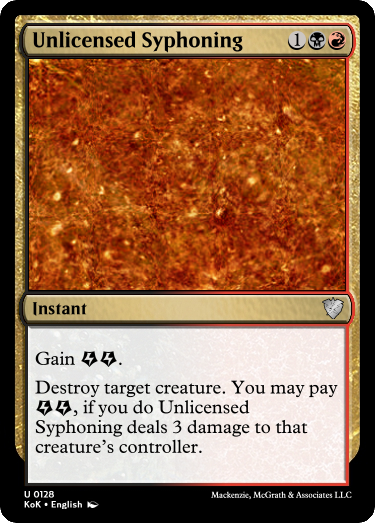 Unlicensed Syphoning 1
Instant
Gain .
Destroy target creature. You may pay
, if you do Unlicensed
Syphoning deals 3 damage to that
creature's controller.
U 0128
KoK • English
Mackenzie, McGrath & Associates LLC